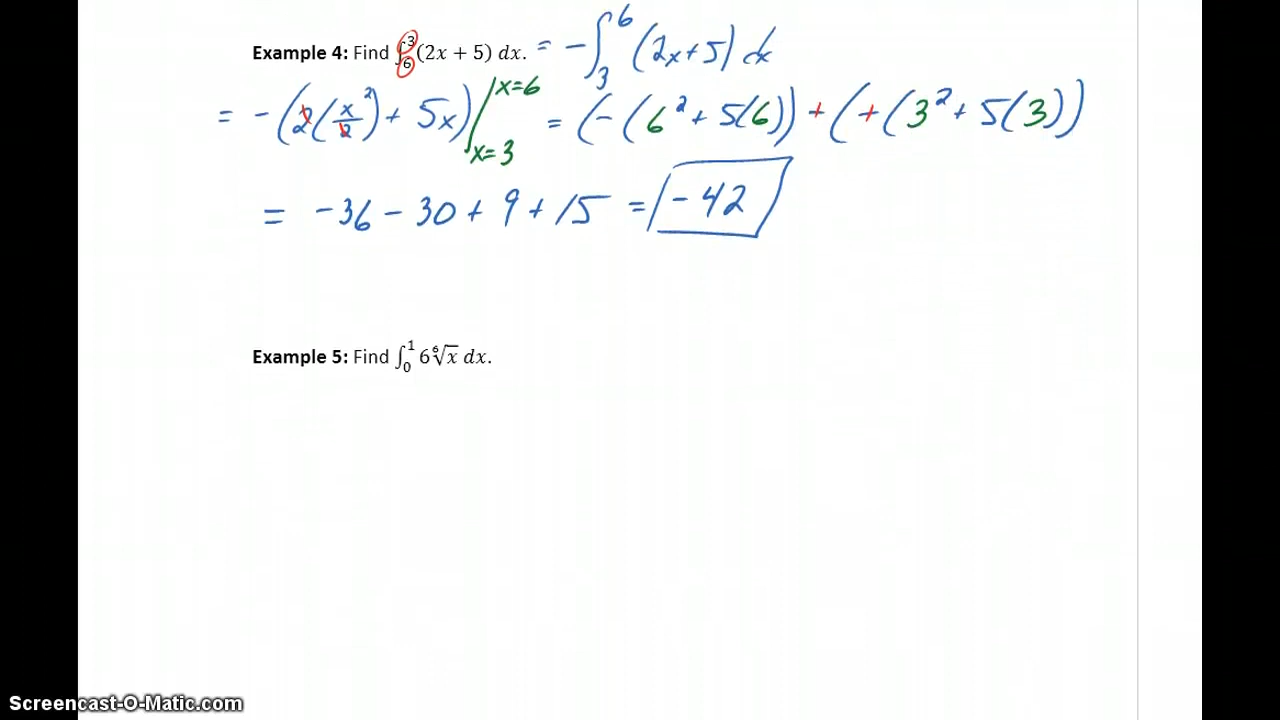 Example 4: Find ∫₆³(2x + 5) dx. = -∫₃⁶ (2x+5) dx
= -(2(x²/2) + 5x)| x=6 x=3 = (-(6² + 5(6)) + (+(3² + 5(3))
= -36 - 30 + 9 + 15 = -42
Example 5: Find ∫₀¹ 6⁶√x dx.
Screencast-O-Matic.com